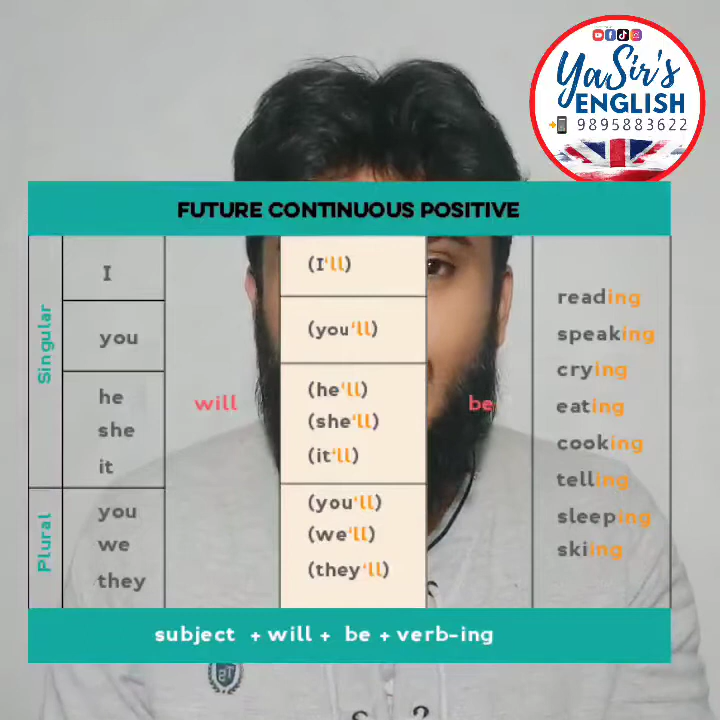 YaSir's
ENGLISH
9895883622
FUTURE CONTINUOUS POSITIVE
Singular
I
you
he
she
it
Plural
you
we
they
will
(I'll)
(you'll)
(he'll)
(she'll)
(it'll)
(you'll)
(we'll)
(they'll)
be
reading
speaking
crying
eating
cooking
telling
sleeping
skiing
subject + will + be + verb-ing